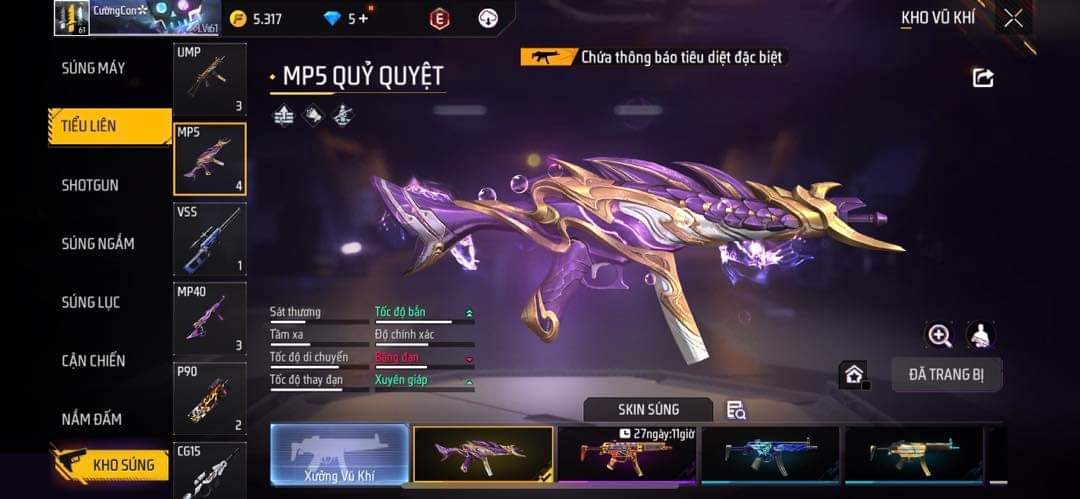 CườngCon
61
LV.61
5.317
5+
E
KHO VŨ KHÍ
SÚNG MÁY
TIỂU LIÊN
SHOTGUN
SÚNG NGẮM
SÚNG LỤC
CẬN CHIẾN
NẮM ĐẤM
KHO SÚNG
UMP
3
MP5
4
VSS
1
MP40
3
P90
2
CG15
MP5 QUỶ QUYỆT
Chứa thông báo tiêu diệt đặc biệt
Sát thương
Tốc độ bắn
Tầm xa
Độ chính xác
Tốc độ di chuyển
Băng đạn
Tốc độ thay đạn
Xuyên giáp
ĐÃ TRANG BỊ
SKIN SÚNG
Xưởng Vũ Khí
27ngày:11giờ